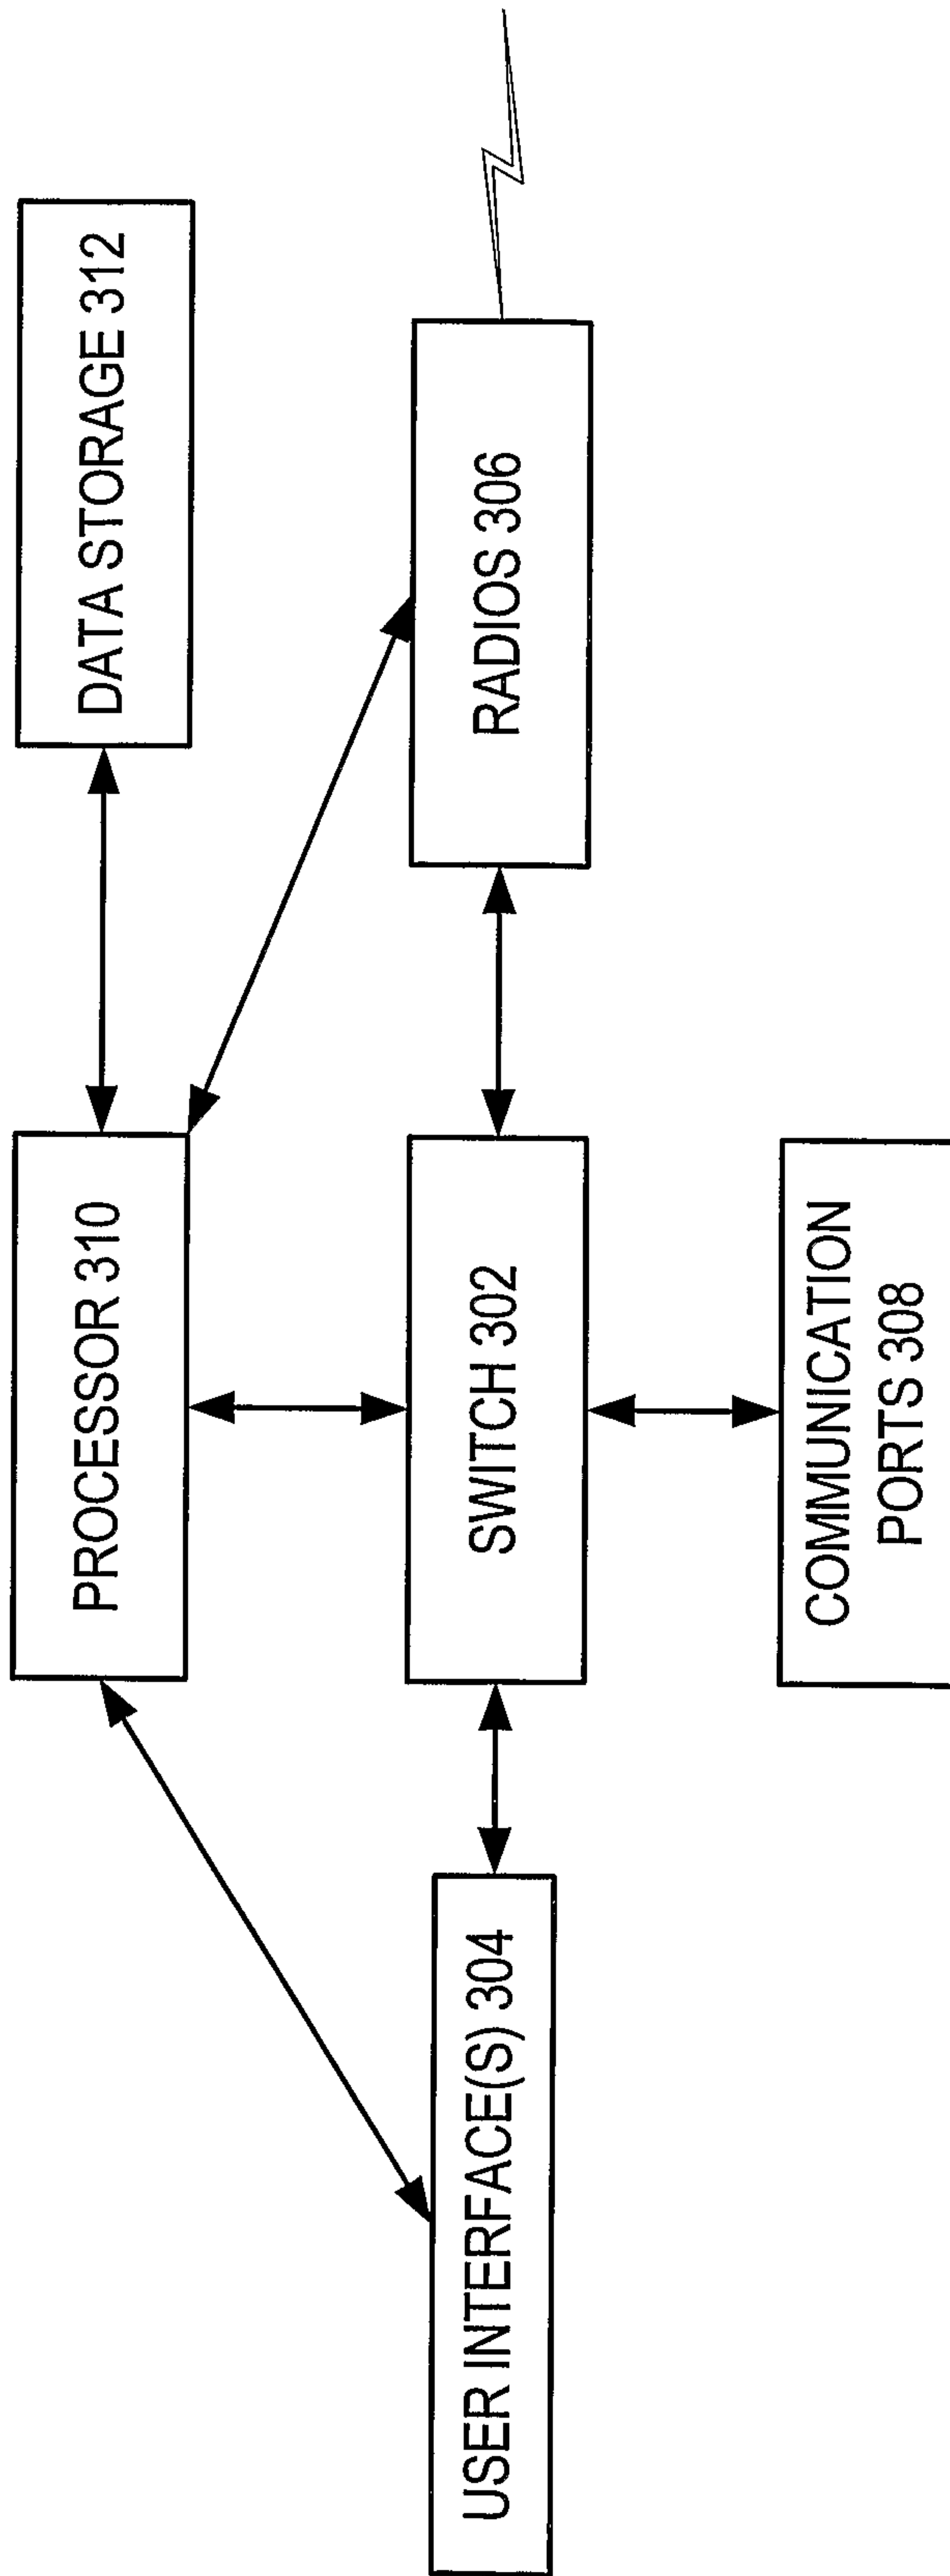 PROCESSOR 310
DATA STORAGE 312
USER INTERFACE(S) 304
SWITCH 302
RADIOS 306
COMMUNICATION
PORTS 308